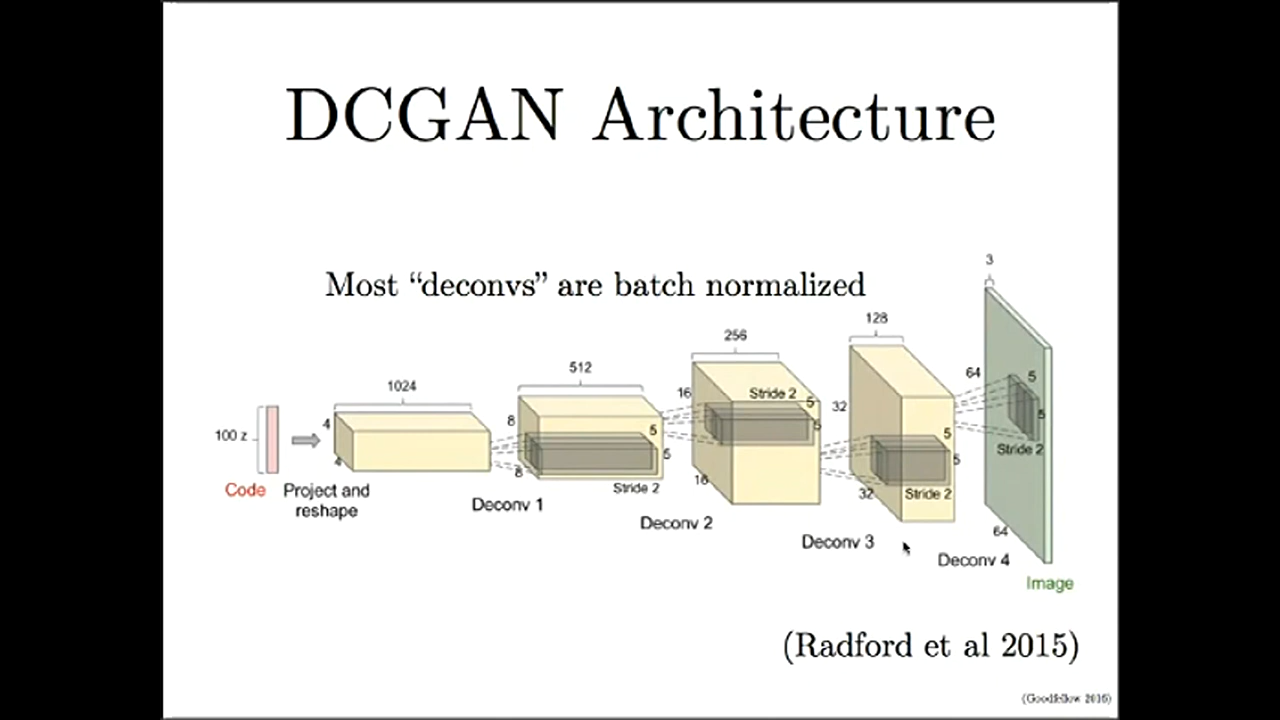 DCGAN Architecture
Most “deconvs” are batch normalized
3
128
256
512
1024
64
5
5
Stride 2
16
Stride 2
5
5
32
8
4
5
5
5
5
100 z
4
8
16
32
Stride 2
Stride 2
64
Code
Project and
reshape
Deconv 1
Deconv 2
Deconv 3
Deconv 4
Image
(Radford et al 2015)
(Goodfellow 2016)